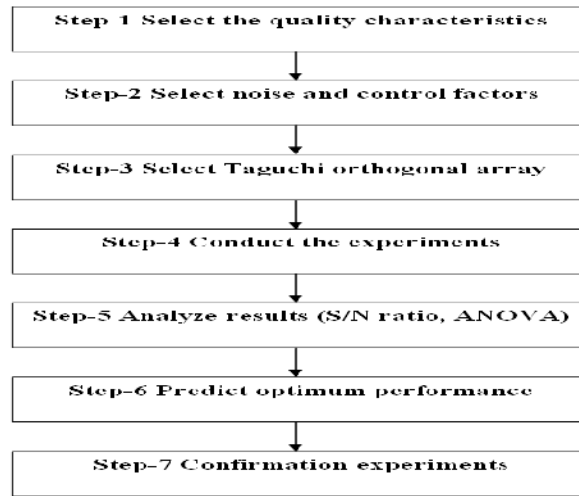 Step 1 Select the quality characteristics
Step-2 Select noise and control factors
Step-3 Select Taguchi orthogonal array
Step-4 Conduct the experiments
Step-5 Analyze results (S/N ratio, ANOVA)
Step-6 Predict optimum performance
Step-7 Confirmation experiments